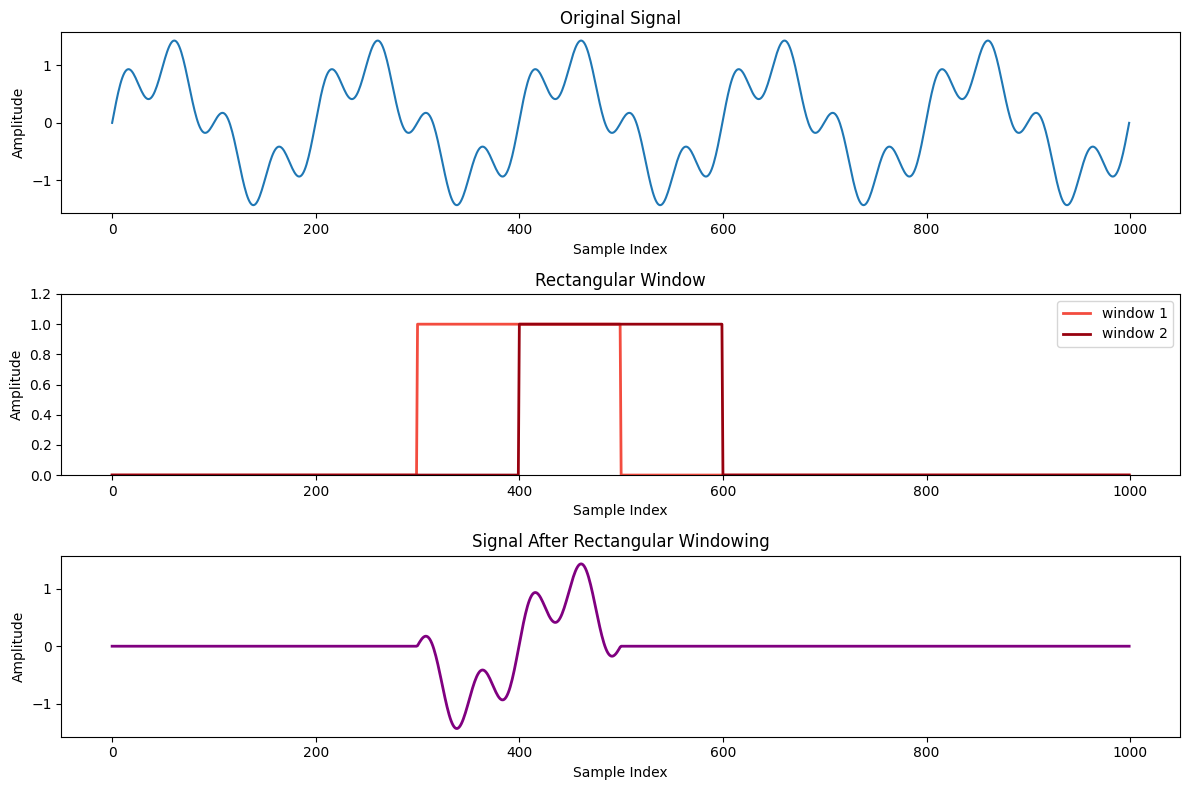 Original Signal
Amplitude
1
0
−1
0 200 400 600 800 1000
Sample Index
Rectangular Window
Amplitude
1.2
1.0
0.8
0.6
0.4
0.2
0.0
window 1
window 2
0 200 400 600 800 1000
Sample Index
Signal After Rectangular Windowing
Amplitude
1
0
−1
0 200 400 600 800 1000
Sample Index